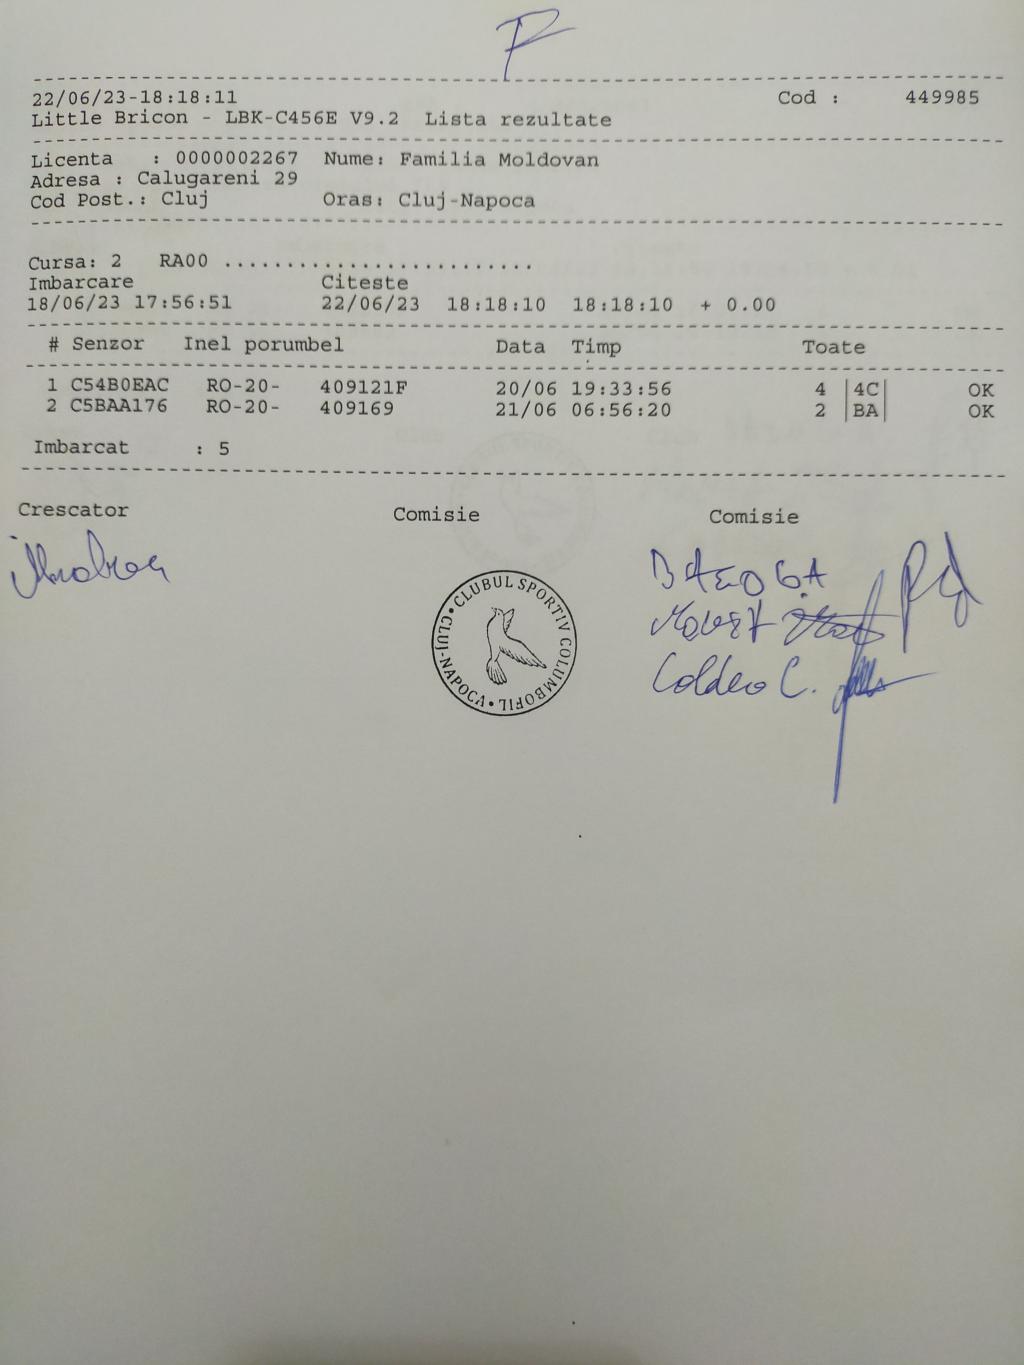 22/06/23-18:18:11 Cod : 449985
Little Bricon - LBK-C456E V9.2 Lista rezultate
Licenta : 0000002267 Nume: Familia Moldovan
Adresa : Calugareni 29
Cod Post.: Cluj Oras: Cluj-Napoca
Cursa: 2 RA00 .........................
Imbarcare Citeste
18/06/23 17:56:51 22/06/23 18:18:10 18:18:10 + 0.00
# Senzor Inel porumbel Data Timp Toate
1 C54B0EAC RO-20- 409121F 20/06 19:33:56 4 |4C| OK
2 C5BAA176 RO-20- 409169 21/06 06:56:20 2 |BA| OK
Imbarcat : 5
Crescator Comisie Comisie
CLUBUL SPORTIV COLUMBOFIL • CLUJ-NAPOCA •